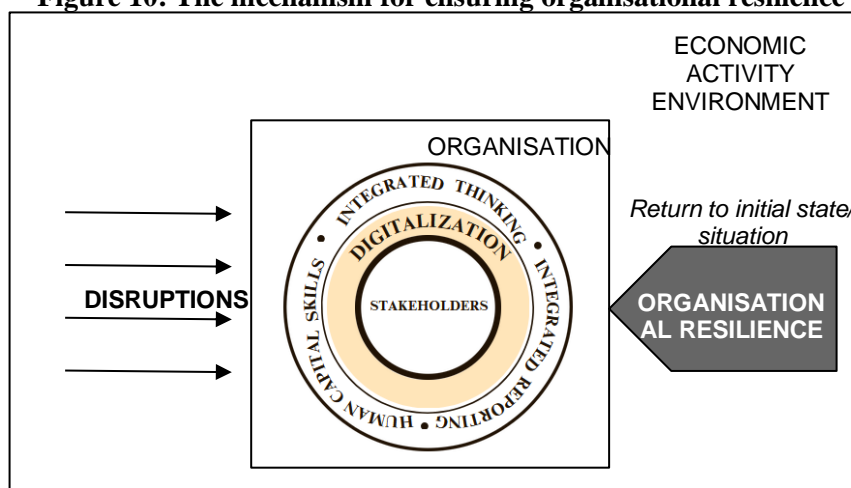 Figure 10: The mechanism for ensuring organisational resilience
ECONOMIC
ACTIVITY
ENVIRONMENT
ORGANISATION
INTEGRATED THINKING • INTEGRATED REPORTING • HUMAN CAPITAL SKILLS •
DIGITALIZATION
STAKEHOLDERS
DISRUPTIONS
Return to initial state/
situation
ORGANISATION
AL RESILIENCE